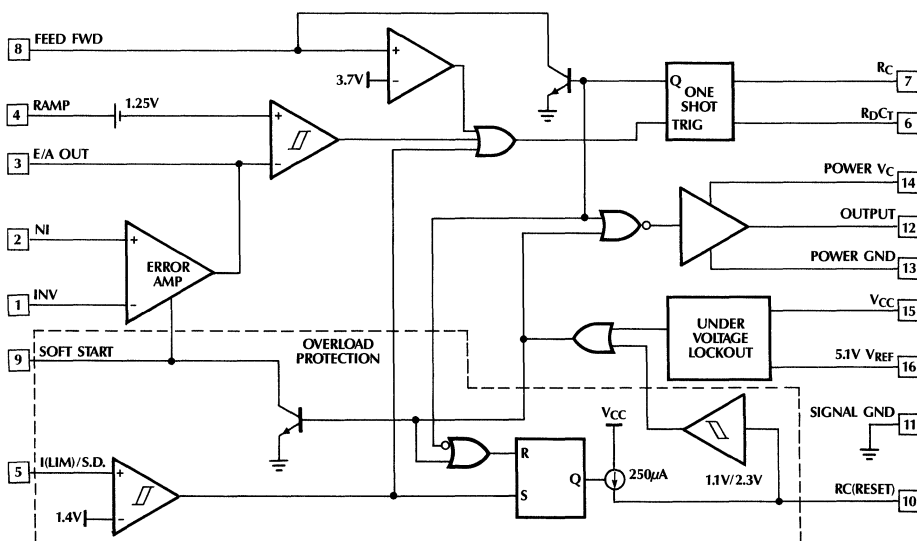 8 FEED FWD
+
3.7V
-
4 RAMP
1.25V
+
3 E/A OUT
-
2 NI
+
ERROR
AMP
1 INV
-
9 SOFT START
OVERLOAD
PROTECTION
5 I(LIM)/S.D.
+
1.4V
-
Q ONE
SHOT
TRIG
RC
7
RDCT
6
POWER VC
14
OUTPUT
12
POWER GND
13
UNDER
VOLTAGE
LOCKOUT
VCC
15
5.1V VREF
16
SIGNAL GND
11
R
S
Q
VCC
250μA
1.1V/2.3V
RC(RESET)
10